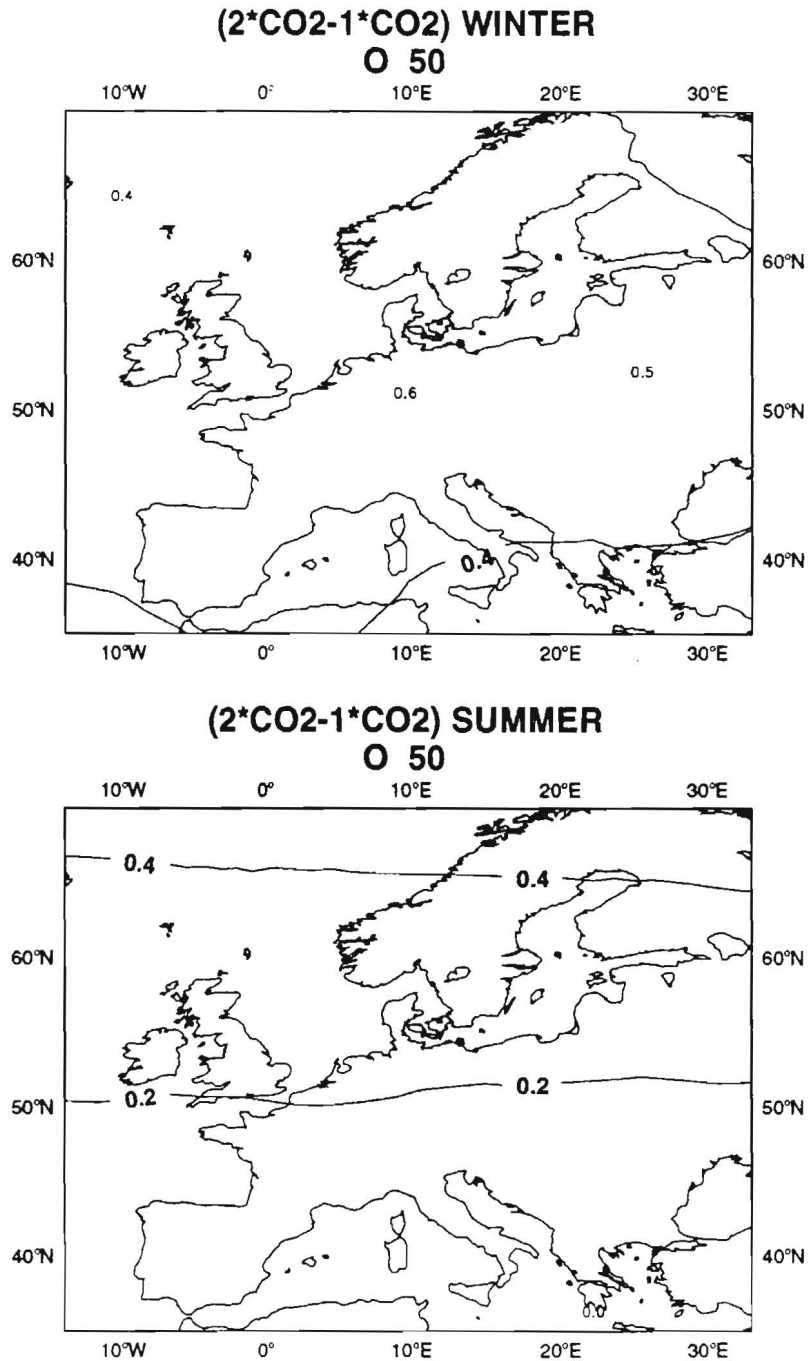 (2*CO2-1*CO2) WINTER
O 50
10°W 0° 10°E 20°E 30°E
0.4
60°N 60°N
0.5
0.6
50°N 50°N
40°N 0.4 40°N
10°W 0° 10°E 20°E 30°E
(2*CO2-1*CO2) SUMMER
O 50
10°W 0° 10°E 20°E 30°E
0.4 0.4
60°N 60°N
0.2 0.2
50°N 50°N
40°N 40°N
0.0
10°W 0° 10°E 20°E 30°E